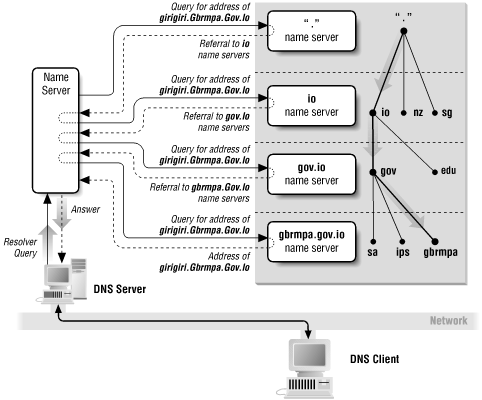 Query for address of
girigiri.Gbrmpa.Gov.Io
Referral to io
name servers
Query for address of
girigiri.Gbrmpa.Gov.Io
Referral to gov.Io
name servers
Query for address of
girigiri.Gbrmpa.Gov.Io
Referral to gbrmpa.Gov.Io
name servers
Query for address of
girigiri.Gbrmpa.Gov.Io
Address of
girigiri.Gbrmpa.Gov.Io
Name
Server
Answer
Resolver
Query
DNS Server
"."
name server
io
name server
gov.io
name server
gbrmpa.gov.io
name server
"."
io
nz
sg
gov
edu
sa
ips
gbrmpa
Network
DNS Client